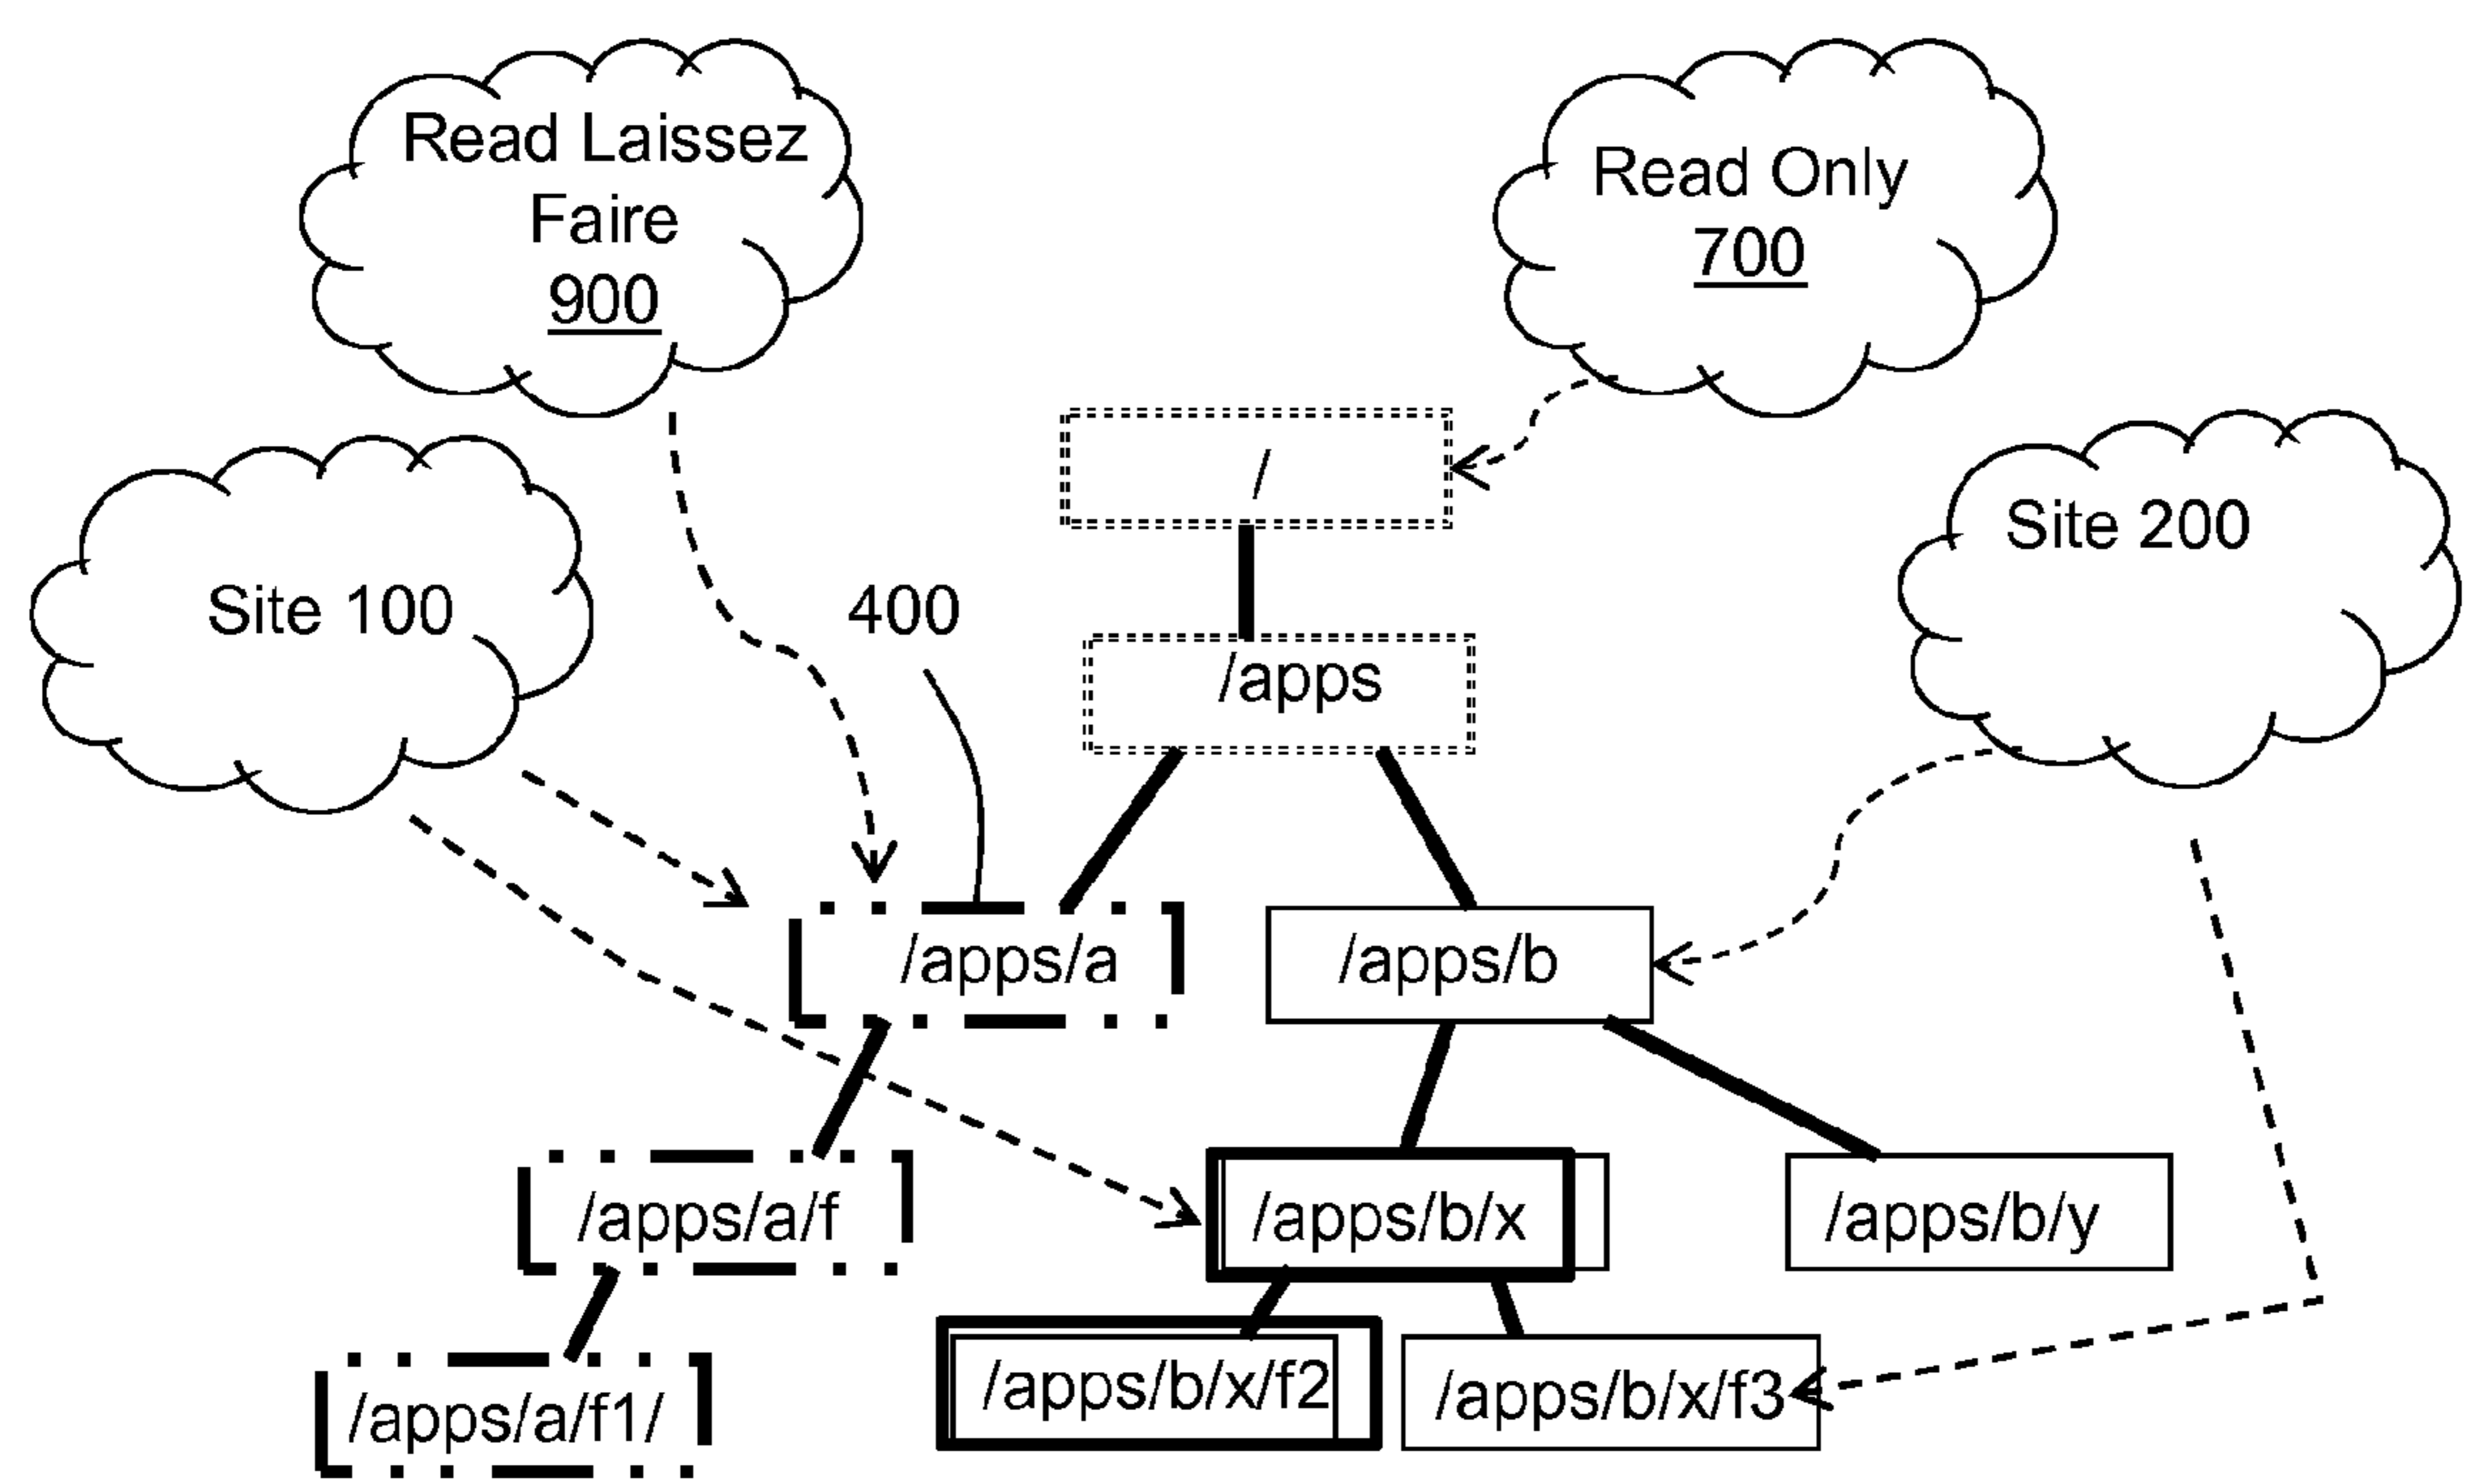 Read Laissez
Faire
900
Read Only
700
/
Site 200
Site 100
400
/apps
/apps/a
/apps/b
/apps/a/f
/apps/b/x
/apps/b/y
/apps/a/f1/
/apps/b/x/f2
/apps/b/x/f3